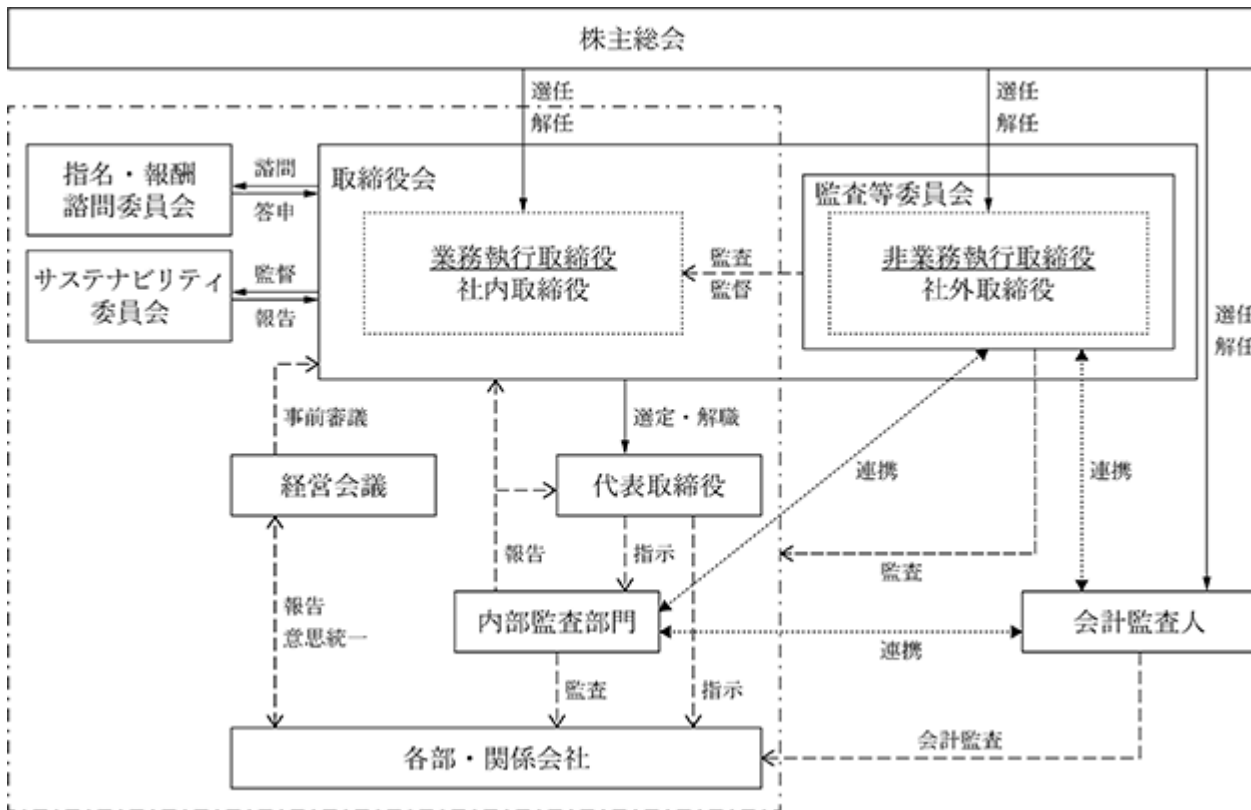 株主総会
選任
解任
選任
解任
指名・報酬
諮問委員会
諮問
答申
取締役会
監査等委員会
業務執行取締役
社内取締役
監査
監督
非業務執行取締役
社外取締役
サステナビリティ
委員会
監督
報告
選任
解任
事前審議
選定・解職
経営会議
代表取締役
連携
連携
報告
指示
監査
報告
意思統一
内部監査部門
会計監査人
連携
監査
指示
会計監査
各部・関係会社